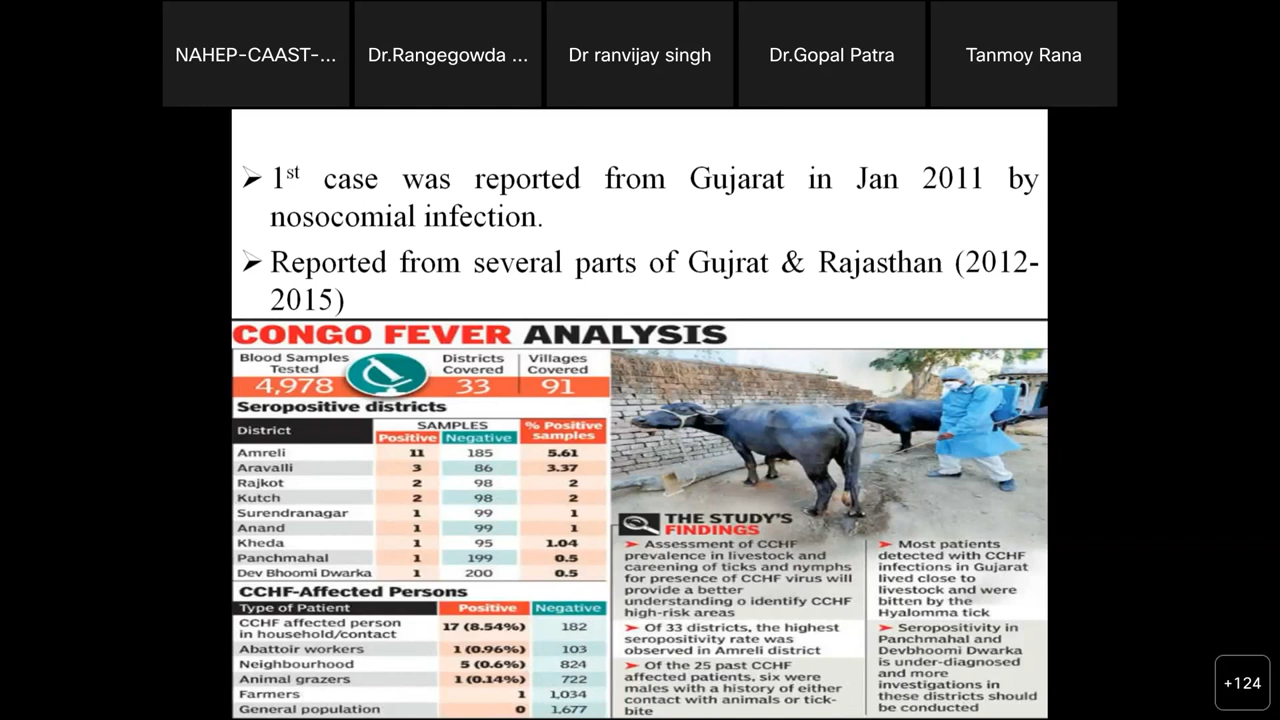 NAHEP-CAAST-...
Dr.Rangegowda ...
Dr ranvijay singh
Dr.Gopal Patra
Tanmoy Rana
➢ 1st case was reported from Gujarat in Jan 2011 by
nosocomial infection.
➢ Reported from several parts of Gujrat & Rajasthan (2012-
2015)
CONGO FEVER ANALYSIS
Blood Samples
Tested
4,978
Districts
Covered
33
Villages
Covered
91
Seropositive districts
District
SAMPLES
Positive Negative
% Positive
samples
Amreli 11 185 5.61
Aravalli 3 86 3.37
Rajkot 2 98 2
Kutch 2 98 2
Surendranagar 1 99 1
Anand 1 99 1
Kheda 1 95 1.04
Panchmahal 1 199 0.5
Dev Bhoomi Dwarka 1 200 0.5
CCHF-Affected Persons
Type of Patient Positive Negative
CCHF affected person
in household/contact 17 (8.54%) 182
Abattoir workers 1 (0.96%) 103
Neighbourhood 5 (0.6%) 824
Animal grazers 1 (0.14%) 722
Farmers 1 1,034
General population 0 1,677
THE STUDY'S
FINDINGS
➤ Assessment of CCHF
prevalence in livestock and
careening of ticks and nymphs
for presence of CCHF virus will
provide a better
understanding o identify CCHF
high-risk areas
➤ Of 33 districts, the highest
seropositivity rate was
observed in Amreli district
➤ Of the 25 past CCHF
affected patients, six were
males with a history of either
contact with animals or tick-
bite
➤ Most patients
detected with CCHF
infections in Gujarat
lived close to
livestock and were
bitten by the
Hyalomma tick
➤ Seropositivity in
Panchmahal and
Devbhoomi Dwarka
is under-diagnosed
and more
investigations in
these districts should
be conducted
+124